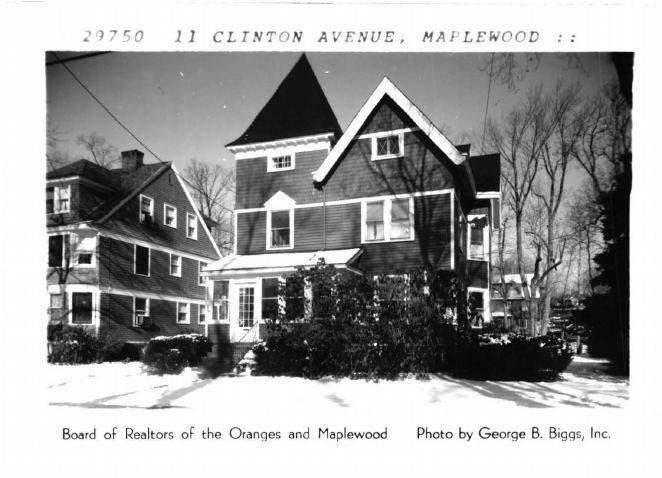 29750 11 CLINTON AVENUE, MAPLEWOOD ::
Board of Realtors of the Oranges and Maplewood Photo by George B. Biggs, Inc.